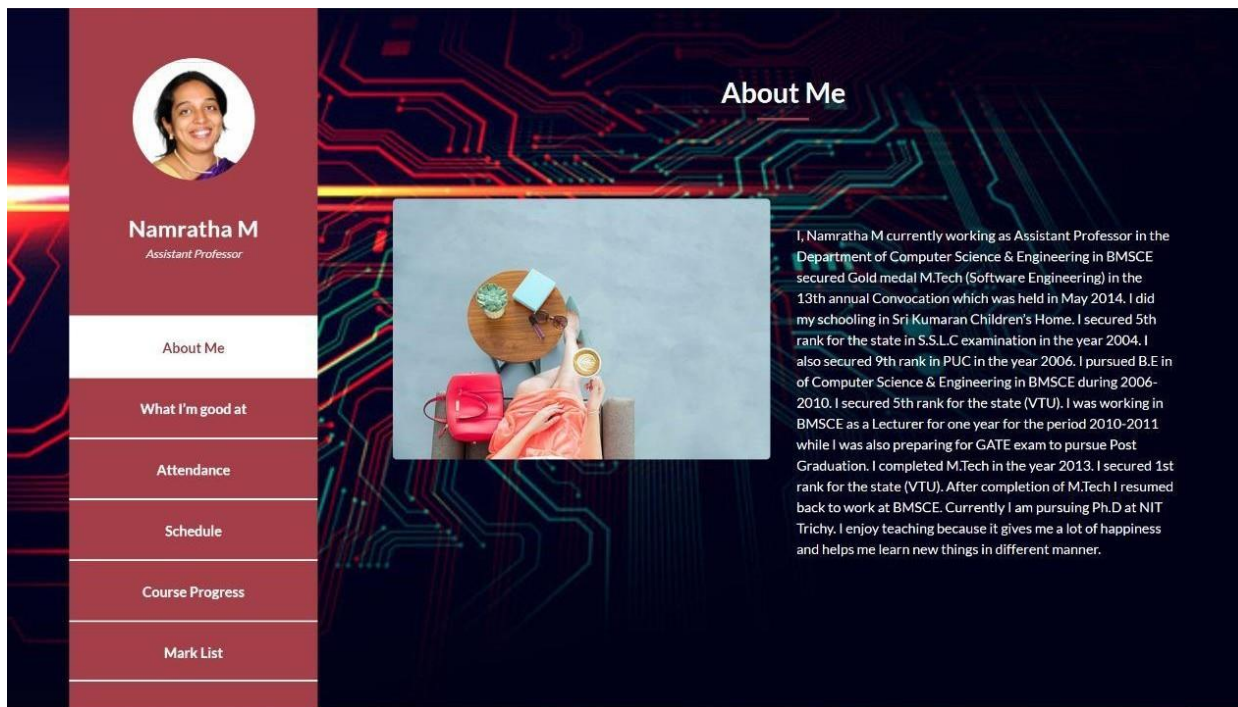 Namratha M
Assistant Professor
About Me
What I'm good at
Attendance
Schedule
Course Progress
Mark List
About Me
I, Namratha M currently working as Assistant Professor in the
Department of Computer Science & Engineering in BMSCE
secured Gold medal M.Tech (Software Engineering) in the
13th annual Convocation which was held in May 2014. I did
my schooling in Sri Kumaran Children's Home. I secured 5th
rank for the state in S.S.L.C examination in the year 2004. I
also secured 9th rank in PUC in the year 2006. I pursued B.E in
of Computer Science & Engineering in BMSCE during 2006-
2010. I secured 5th rank for the state (VTU). I was working in
BMSCE as a Lecturer for one year for the period 2010-2011
while I was also preparing for GATE exam to pursue Post
Graduation. I completed M.Tech in the year 2013. I secured 1st
rank for the state (VTU). After completion of M.Tech I resumed
back to work at BMSCE. Currently I am pursuing Ph.D at NIT
Trichy. I enjoy teaching because it gives me a lot of happiness
and helps me learn new things in different manner.